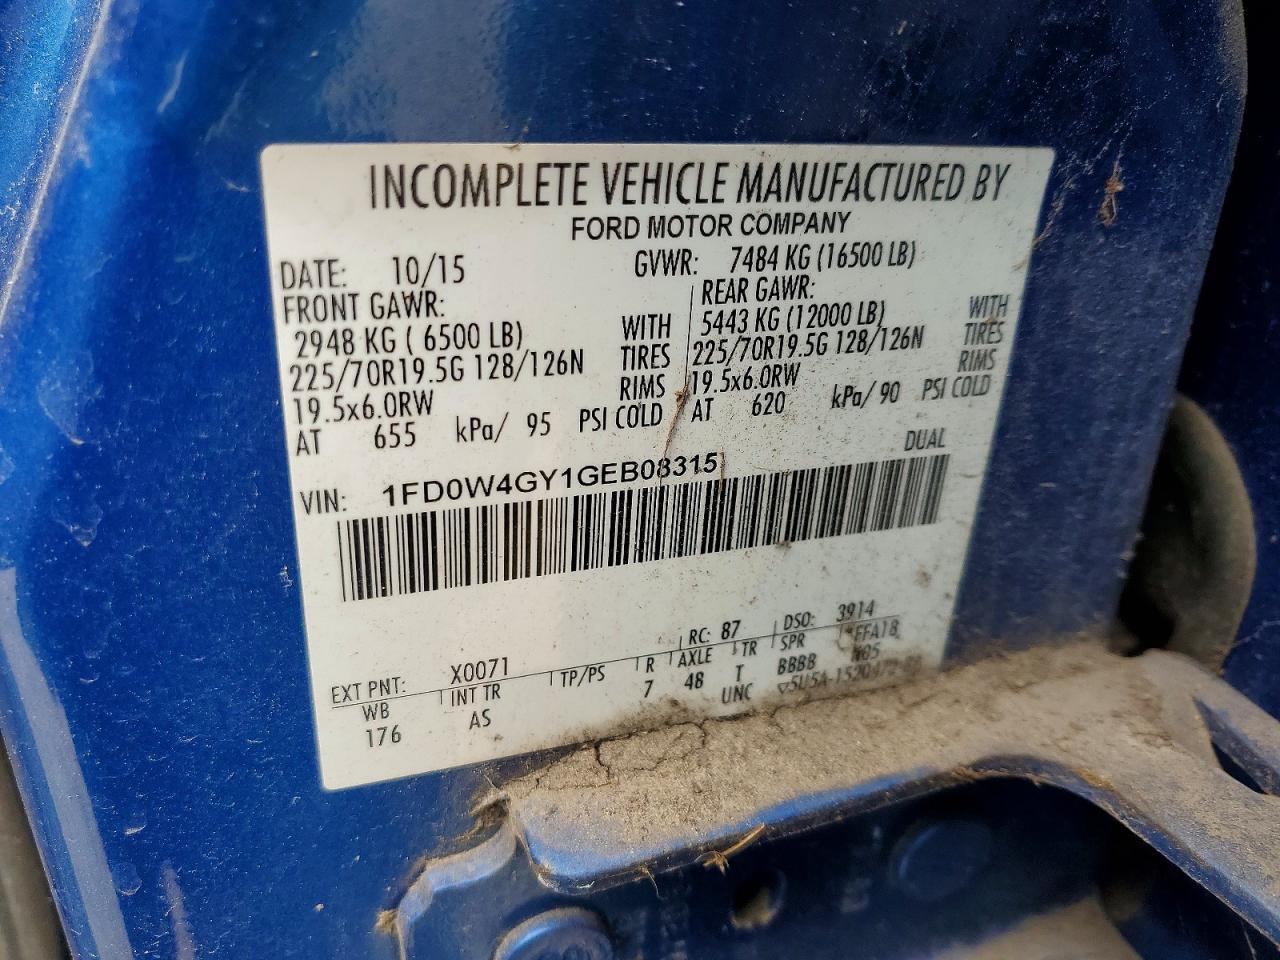 INCOMPLETE VEHICLE MANUFACTURED BY
FORD MOTOR COMPANY
DATE: 10/15 GVWR: 7484 KG (16500 LB)
FRONT GAWR: REAR GAWR:
2948 KG ( 6500 LB) WITH 5443 KG (12000 LB) WITH
225/70R19.5G 128/126N TIRES 225/70R19.5G 128/126N TIRES
19.5x6.0RW RIMS 19.5x6.0RW RIMS
AT 655 kPa/ 95 PSI COLD AT 620 kPa/ 90 PSI COLD
DUAL
VIN: 1FD0W4GY1GEB08315
EXT PNT: X0071 RC: 87 DSO: 3914
WB INT TR TP/PS R AXLE TR SPR *FFA18
176 AS 7 48 T BBBB
UNC